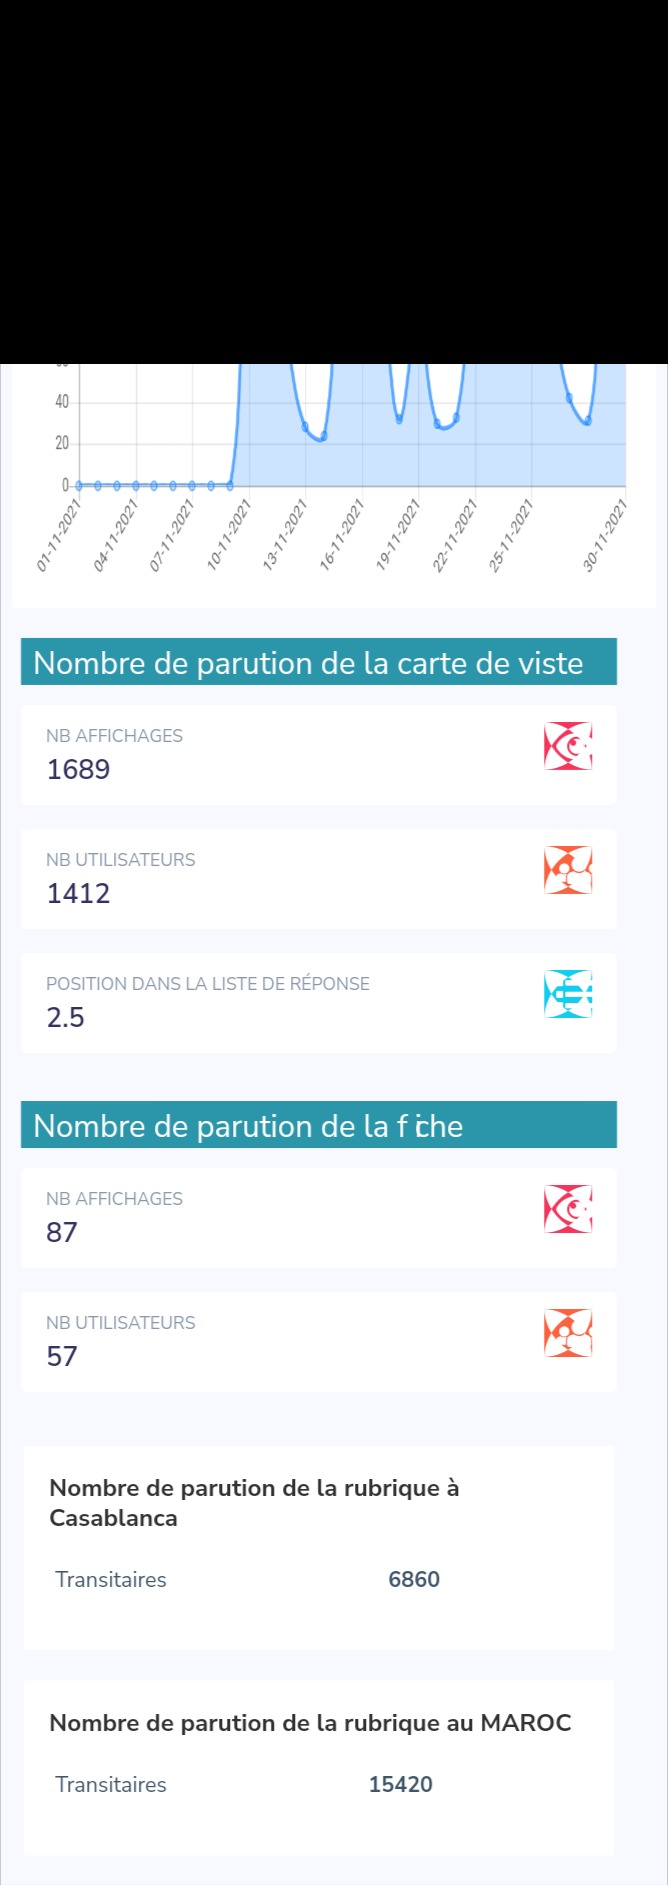 40
20
0
01-11-2021
04-11-2021
07-11-2021
10-11-2021
13-11-2021
16-11-2021
19-11-2021
22-11-2021
25-11-2021
30-11-2021
Nombre de parution de la carte de viste
NB AFFICHAGES
1689
NB UTILISATEURS
1412
POSITION DANS LA LISTE DE RÉPONSE
2.5
Nombre de parution de la fiche
NB AFFICHAGES
87
NB UTILISATEURS
57
Nombre de parution de la rubrique à
Casablanca
Transitaires 6860
Nombre de parution de la rubrique au MAROC
Transitaires 15420